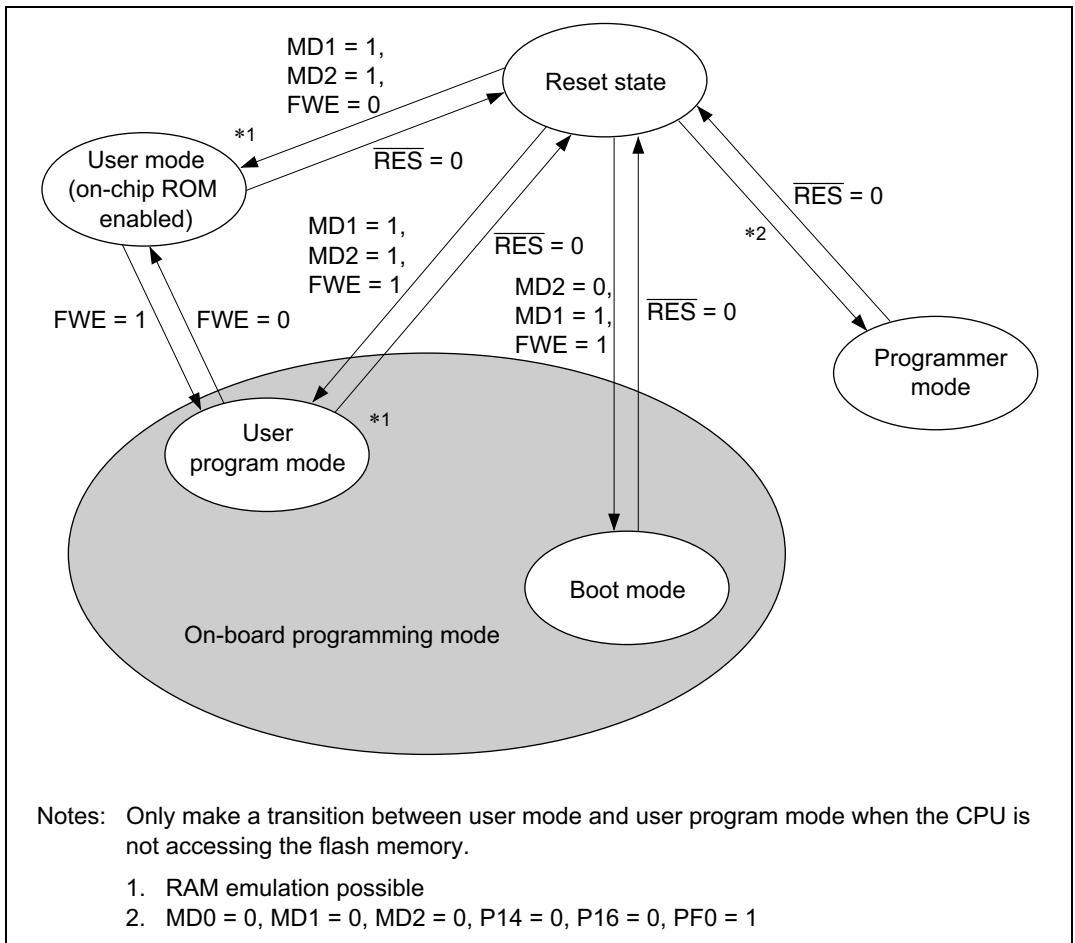 MD1 = 1,
MD2 = 1,
FWE = 0
Reset state
*1
RES = 0
User mode
(on-chip ROM
enabled)
MD1 = 1,
MD2 = 1,
FWE = 1
RES = 0
*2
RES = 0
MD2 = 0,
MD1 = 1,
FWE = 1
RES = 0
FWE = 1
FWE = 0
Programmer
mode
User
program mode
*1
Boot mode
On-board programming mode
Notes: Only make a transition between user mode and user program mode when the CPU is
not accessing the flash memory.
1. RAM emulation possible
2. MD0 = 0, MD1 = 0, MD2 = 0, P14 = 0, P16 = 0, PF0 = 1